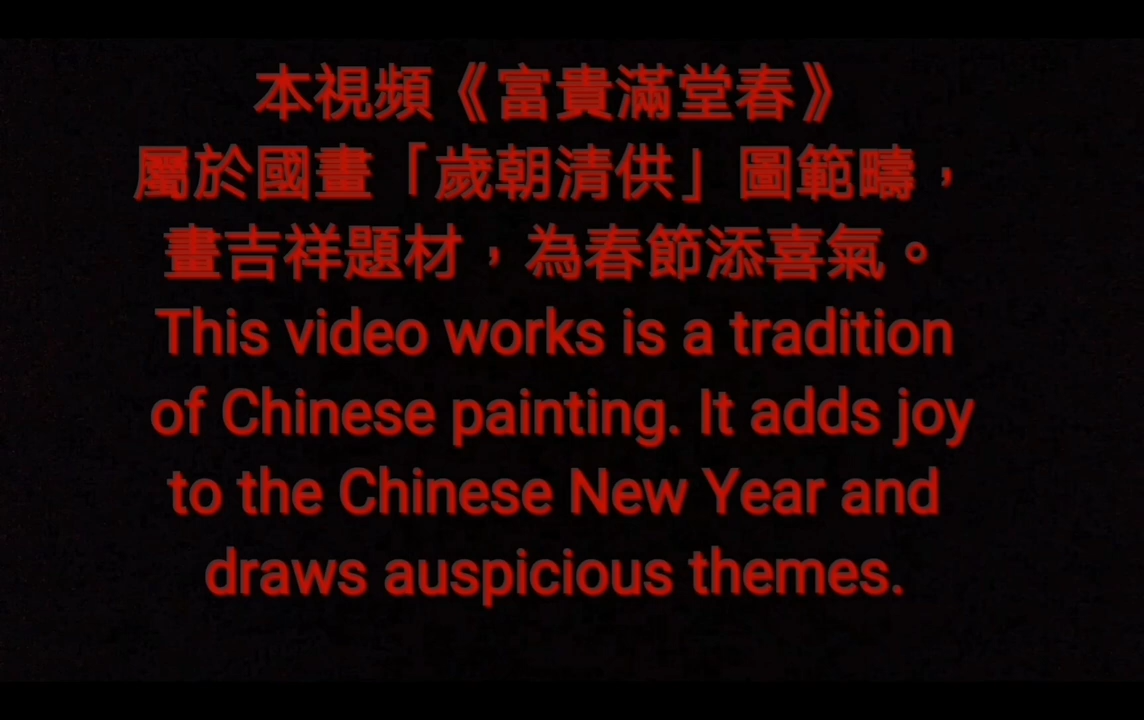 本視頻《富貴滿堂春》
屬於國畫「歲朝清供」圖範疇，
畫吉祥題材，為春節添喜氣。
This video works is a tradition
of Chinese painting. It adds joy
to the Chinese New Year and
draws auspicious themes.